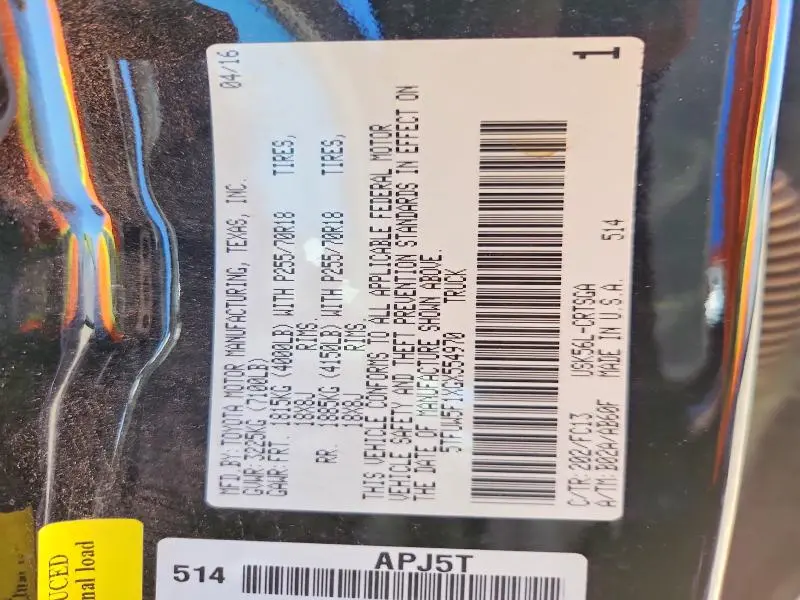 MFD.BY: TOYOTA MOTOR MANUFACTURING, TEXAS, INC. 04/16
GVWR: 3225KG (7100LB)
GAWR FRT. 1815KG (4000LB) WITH P255/70R18 TIRES,
18X8J RIMS
RR. 1885KG (4150LB) WITH P255/70R18 TIRES,
18X8J RIMS
THIS VEHICLE CONFORMS TO ALL APPLICABLE FEDERAL MOTOR
VEHICLE SAFETY AND THEFT PREVENTION STANDARDS IN EFFECT ON
THE DATE OF MANUFACTURE SHOWN ABOVE.
TRUCK
C/TR: 202/FC13 USK56L-CRTSGA
A/TM: B02A/AB60F MADE IN U.S.A. 514
1
514 APJ5T
UCED
nal load